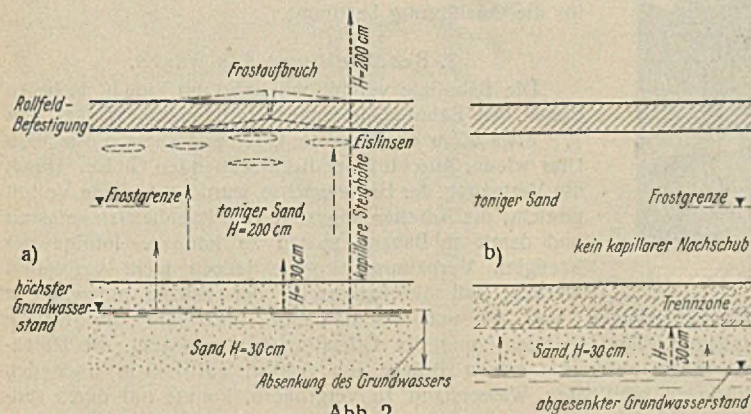 Frostaufbruch
H=200 cm
Rollfeld-
Befestigung
Eislinsen
Frostgrenze
toniger Sand,
H=200 cm
kapillare Steighöhe
a)
höchster
Grundwasser-
stand
H=30 cm
Sand, H=30 cm
Absenkung des Grundwassers
Abb. 2
toniger Sand
Frostgrenze
b)
kein kapillarer Nachschub
Trennzone
Sand, H=30 cm
H=
30 cm
abgesenkter Grundwasserstand